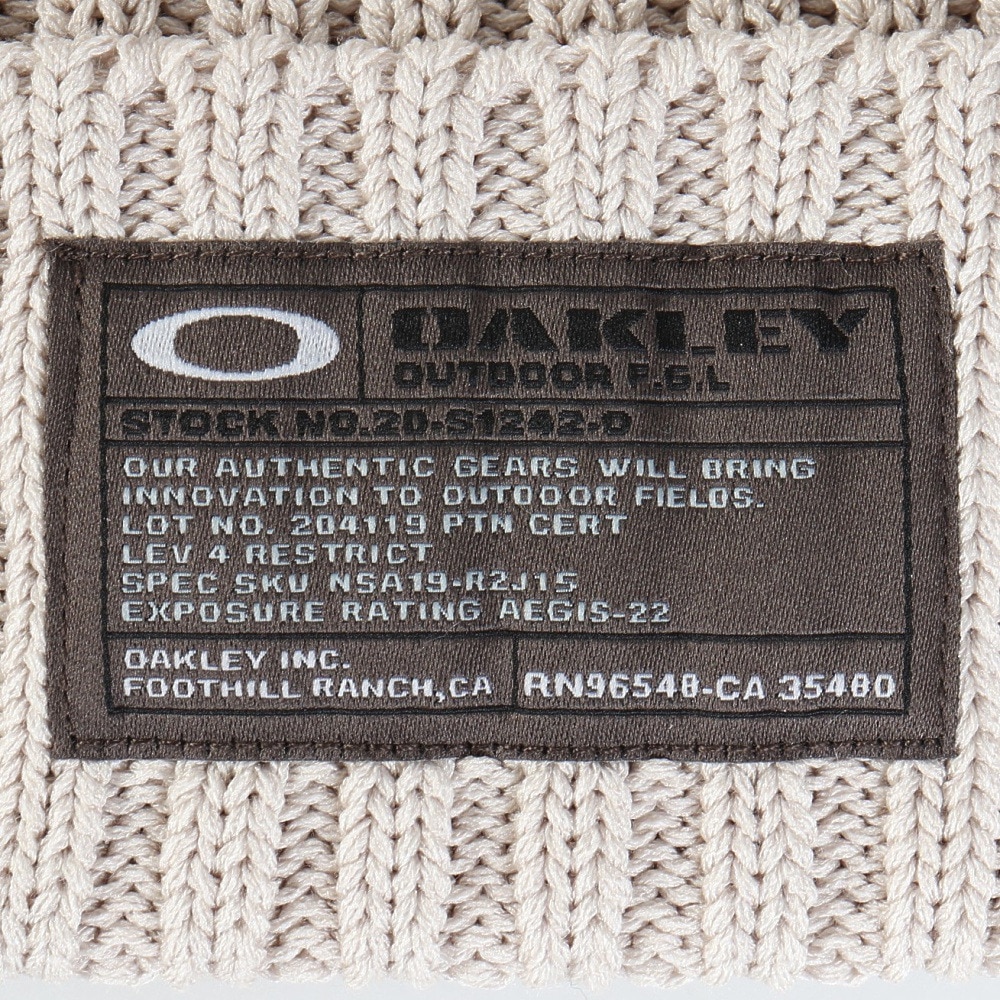 OAKLEY
OUTDOOR F.G.L
STOCK NO.20-S1242-D
OUR AUTHENTIC GEARS WILL BRING
INNOVATION TO OUTDOOR FIELDS.
LOT NO. 204119 PTN CERT
LEV 4 RESTRICT
SPEC SKU NSA19-R2J15
EXPOSURE RATING AEGIS-22
OAKLEY INC.
FOOTHILL RANCH,CA
RN96548-CA 35480